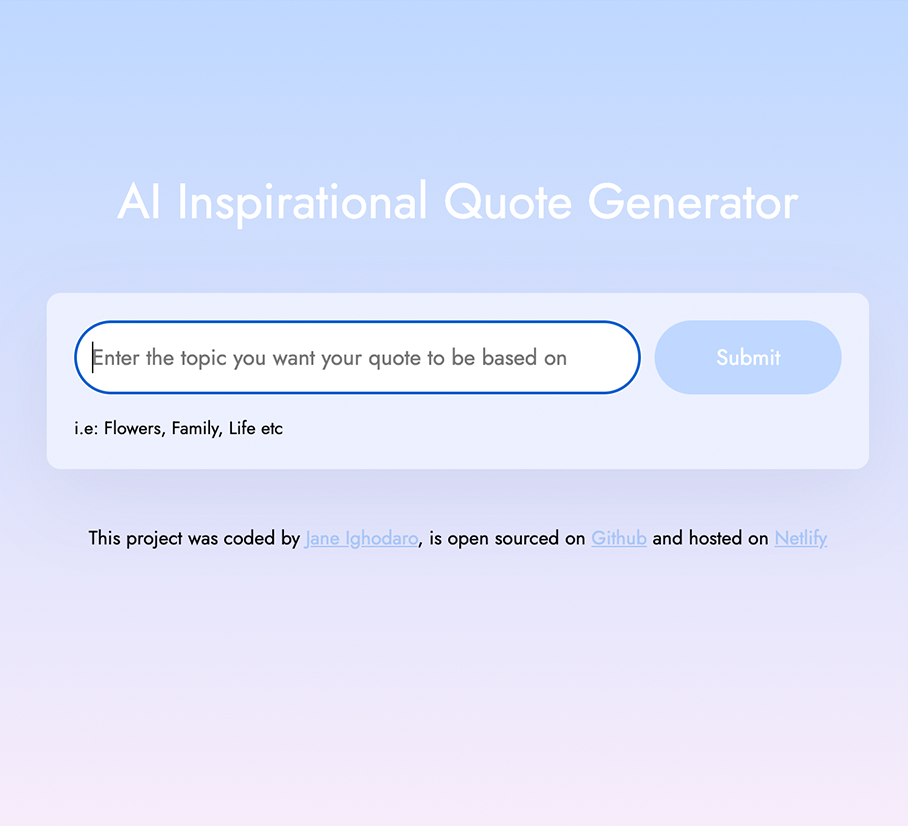 AI Inspirational Quote Generator
Enter the topic you want your quote to be based on
Submit
i.e: Flowers, Family, Life etc
This project was coded by Jane Ighodaro, is open sourced on Github and hosted on Netlify